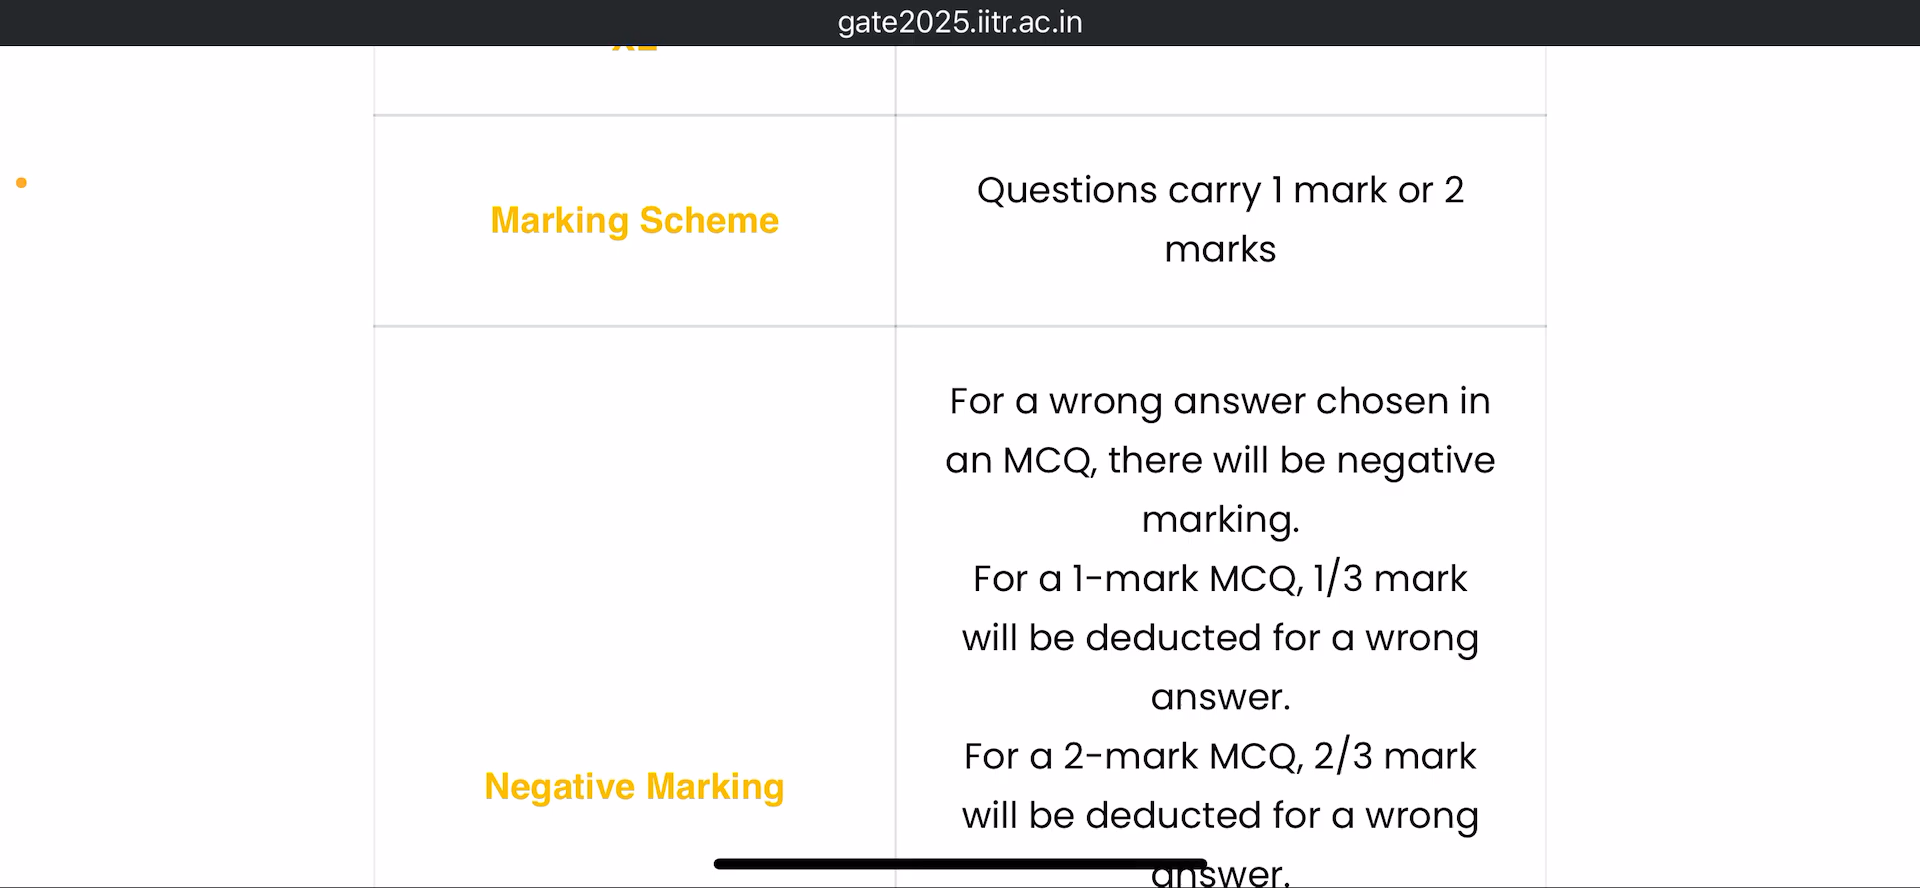 gate2025.iitr.ac.in
Marking Scheme
Questions carry 1 mark or 2
marks
For a wrong answer chosen in
an MCQ, there will be negative
marking.
For a 1-mark MCQ, 1/3 mark
will be deducted for a wrong
answer.
Negative Marking
For a 2-mark MCQ, 2/3 mark
will be deducted for a wrong
answer.